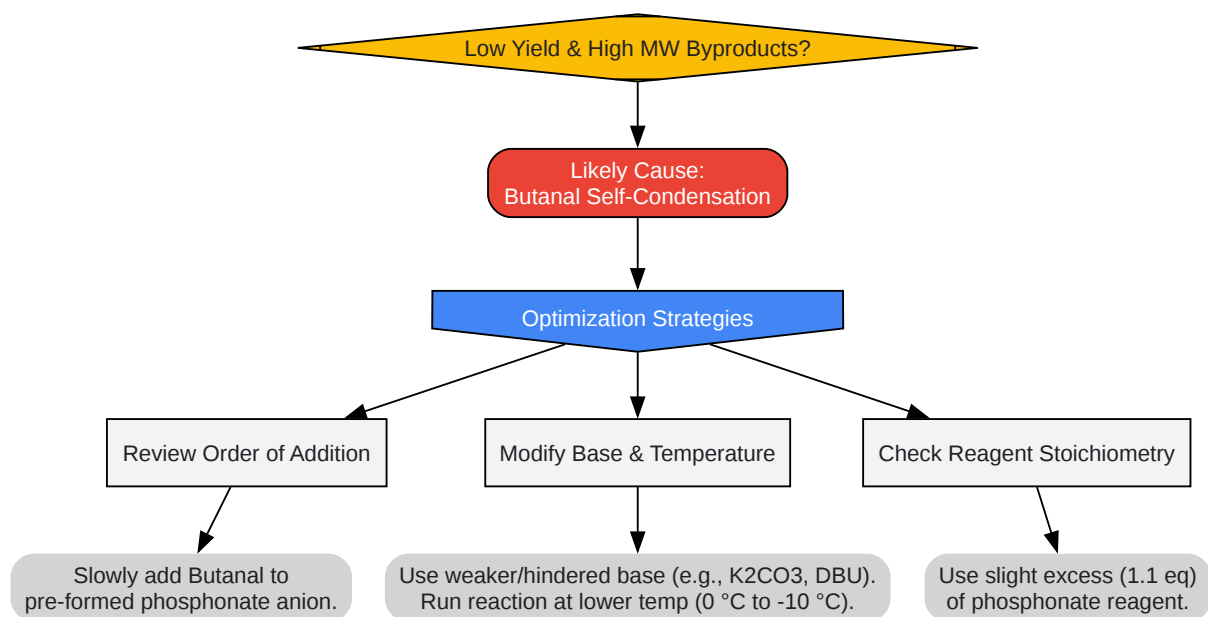 Low Yield & High MW Byproducts?
Likely Cause:
Butanal Self-Condensation
Optimization Strategies
Review Order of Addition
Modify Base & Temperature
Check Reagent Stoichiometry
Slowly add Butanal to
pre-formed phosphonate anion.
Use weaker/hindered base (e.g., K2CO3, DBU).
Run reaction at lower temp (0 °C to -10 °C).
Use slight excess (1.1 eq)
of phosphonate reagent.